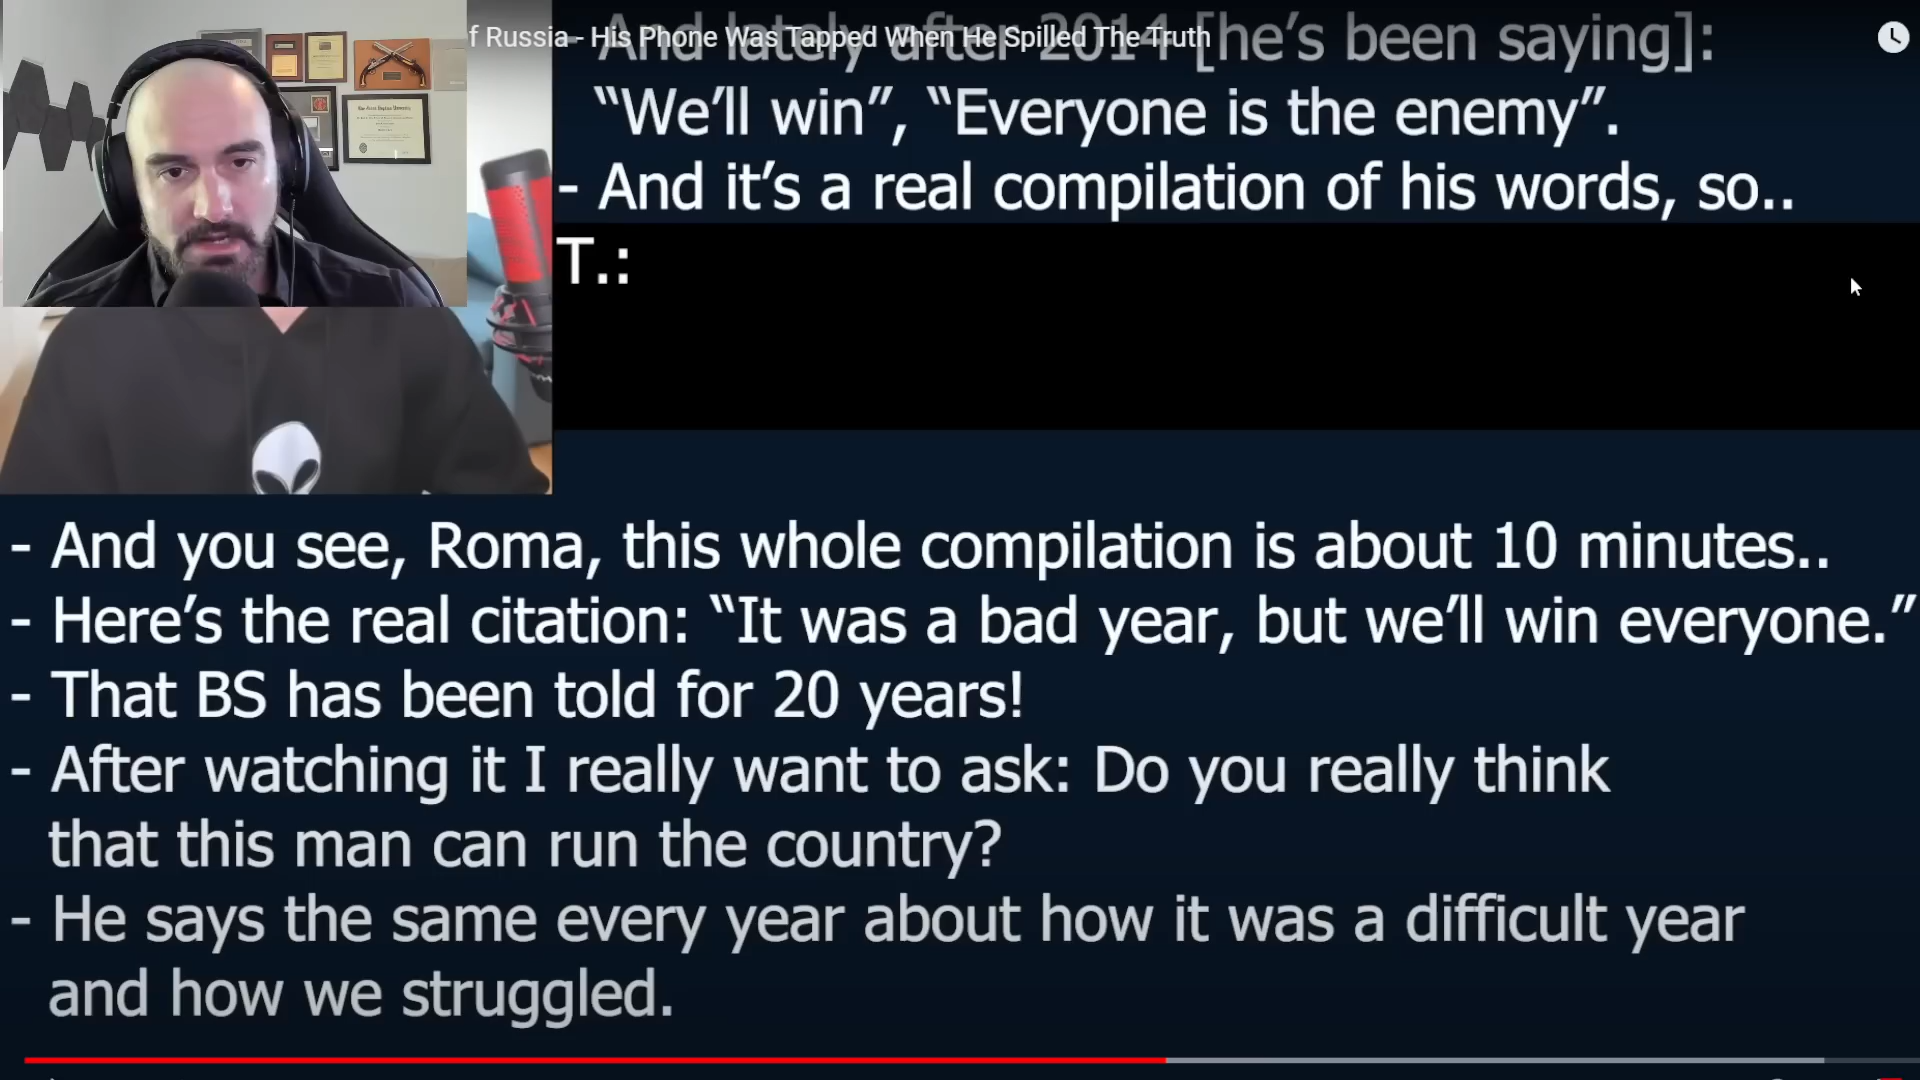 f Russia - His Phone Was Tapped When He Spilled The Truth
- And lately after 2014 [he’s been saying]:
“We’ll win”, “Everyone is the enemy”.
- And it’s a real compilation of his words, so..
T.:
- And you see, Roma, this whole compilation is about 10 minutes..
- Here’s the real citation: “It was a bad year, but we’ll win everyone.”
- That BS has been told for 20 years!
- After watching it I really want to ask: Do you really think
that this man can run the country?
- He says the same every year about how it was a difficult year
and how we struggled.